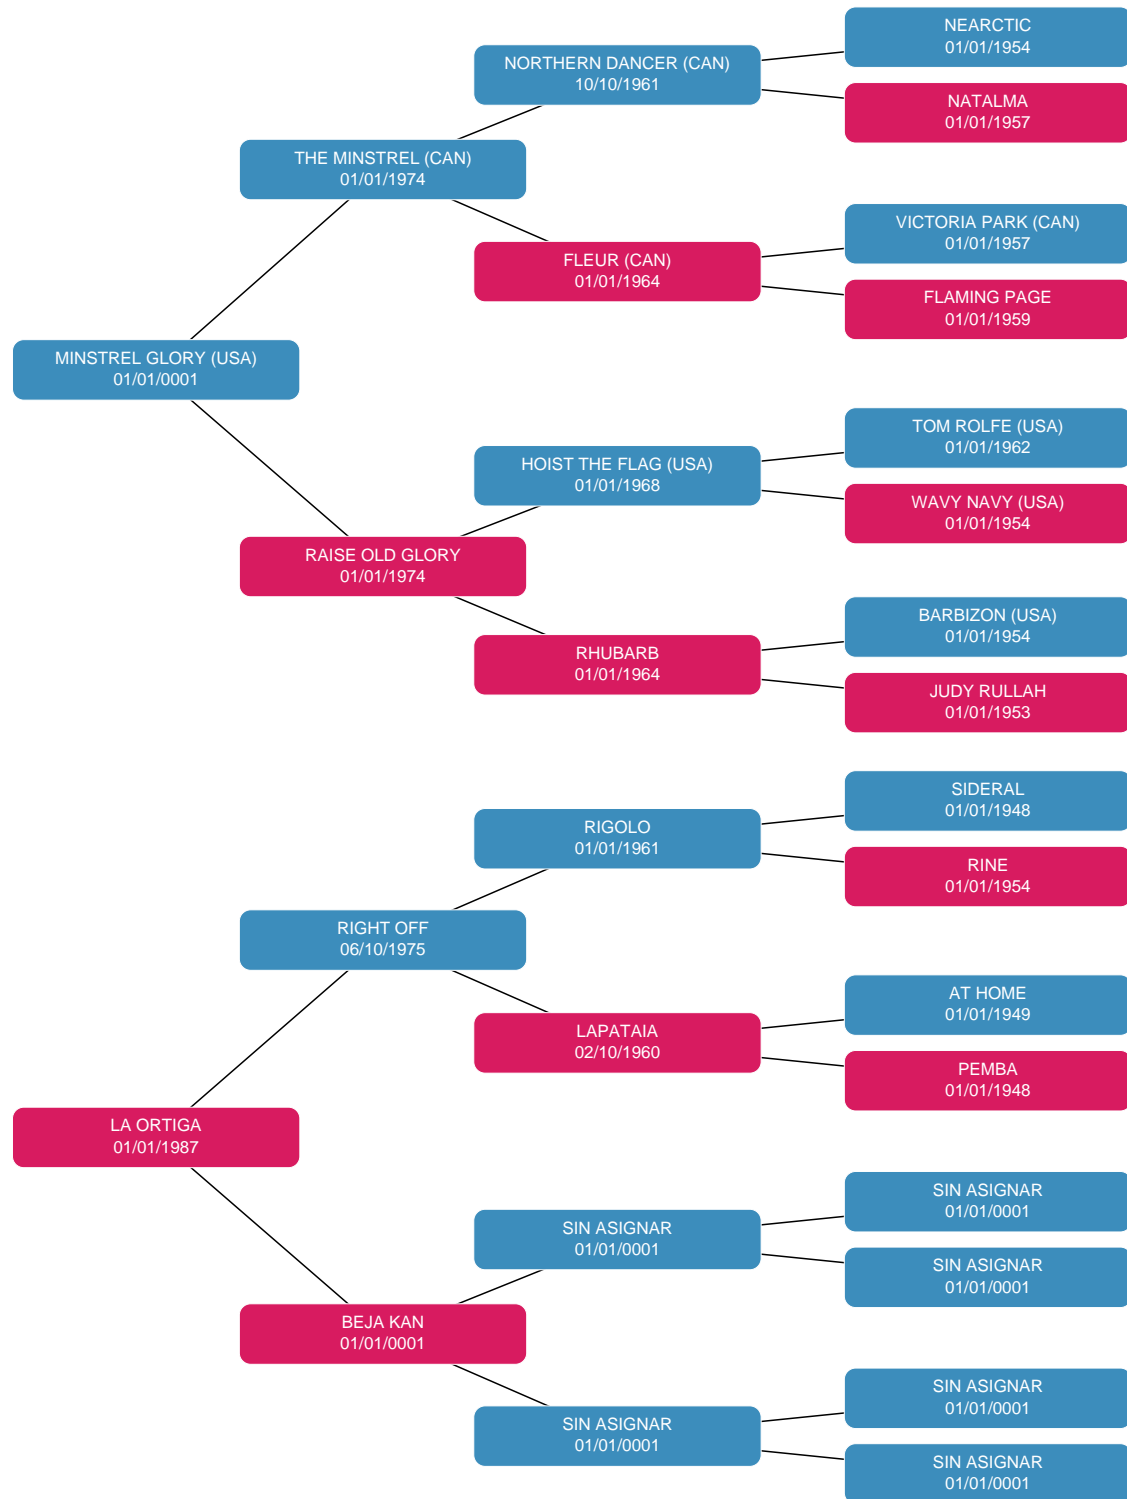 NEARCTIC
01/01/1954
NORTHERN DANCER (CAN)
10/10/1961
NATALMA
01/01/1957
THE MINSTREL (CAN)
01/01/1974
VICTORIA PARK (CAN)
01/01/1957
FLEUR (CAN)
01/01/1964
FLAMING PAGE
01/01/1959
MINSTREL GLORY (USA)
01/01/0001
TOM ROLFE (USA)
01/01/1962
HOIST THE FLAG (USA)
01/01/1968
WAVY NAVY (USA)
01/01/1954
RAISE OLD GLORY
01/01/1974
BARBIZON (USA)
01/01/1954
RHUBARB
01/01/1964
JUDY RULLAH
01/01/1953
SIDERAL
01/01/1948
RIGOLO
01/01/1961
RINE
01/01/1954
RIGHT OFF
06/10/1975
AT HOME
01/01/1949
LAPATAIA
02/10/1960
PEMBA
01/01/1948
LA ORTIGA
01/01/1987
SIN ASIGNAR
01/01/0001
SIN ASIGNAR
01/01/0001
SIN ASIGNAR
01/01/0001
BEJA KAN
01/01/0001
SIN ASIGNAR
01/01/0001
SIN ASIGNAR
01/01/0001
SIN ASIGNAR
01/01/0001